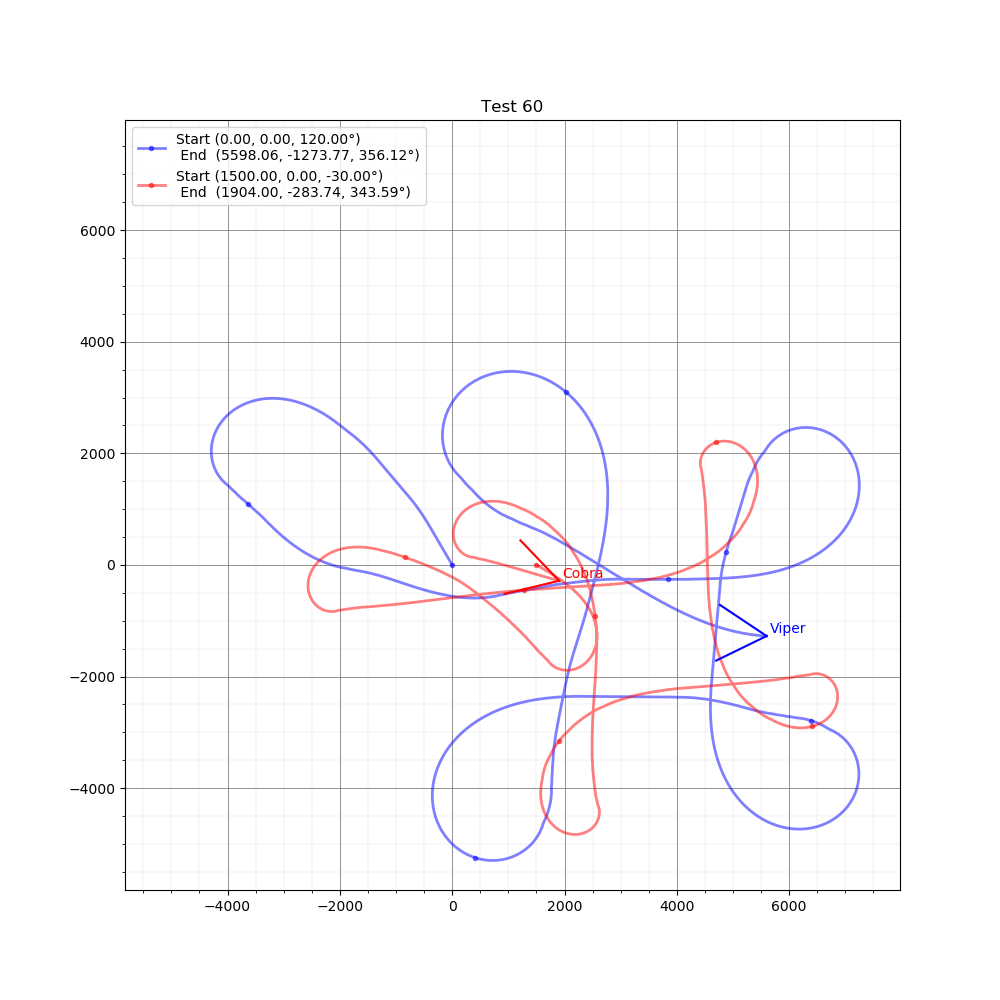 Test 60
Start (0.00, 0.00, 120.00°)
End  (5598.06, -1273.77, 356.12°)
Start (1500.00, 0.00, -30.00°)
End  (1904.00, -283.74, 343.59°)
6000
4000
2000
0
−2000
−4000
Cobra
Viper
−4000
−2000
0
2000
4000
6000